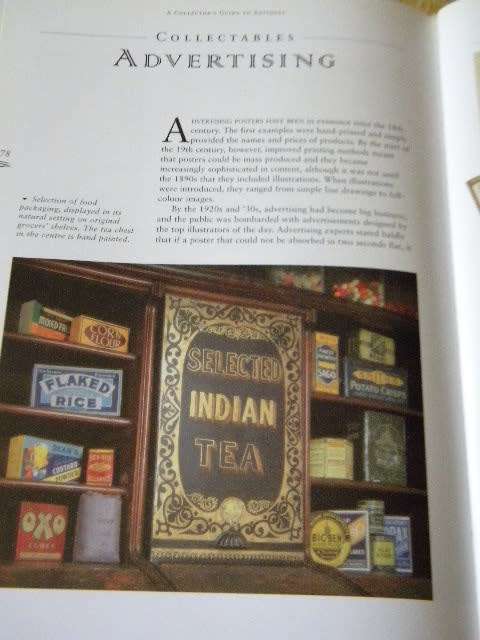 A COLLECTOR'S GUIDE TO ANTIQUES
COLLECTABLES
ADVERTISING
78
ADVERTISING POSTERS HAVE BEEN IN EXISTENCE since the 18th
century. The first examples were hand-printed and simply
provided the names and prices of products. By the start of
the 19th century, however, improved printing methods meant
that posters could be mass produced and they became
increasingly sophisticated in content, although it was not until
the 1890s that they included illustrations. When illustrations
were introduced, they ranged from simple line drawings to full-
colour images.
By the 1920s and '30s, advertising had become big business,
and the public was bombarded with advertisements designed by
the top illustrators of the day. Advertising experts stated baldly
that if a poster that could not be absorbed in two seconds flat, it
Selection of food
packaging, displayed in its
natural setting on original
grocers' shelves. The tea chest
in the centre is hand painted.
CORN
FLOUR
FLAKED
RICE
CUSTARD
POWDER
OXO
CUBES
SELECTED
INDIAN
TEA
SAGO
POTATO CRISPS
BIG BEN